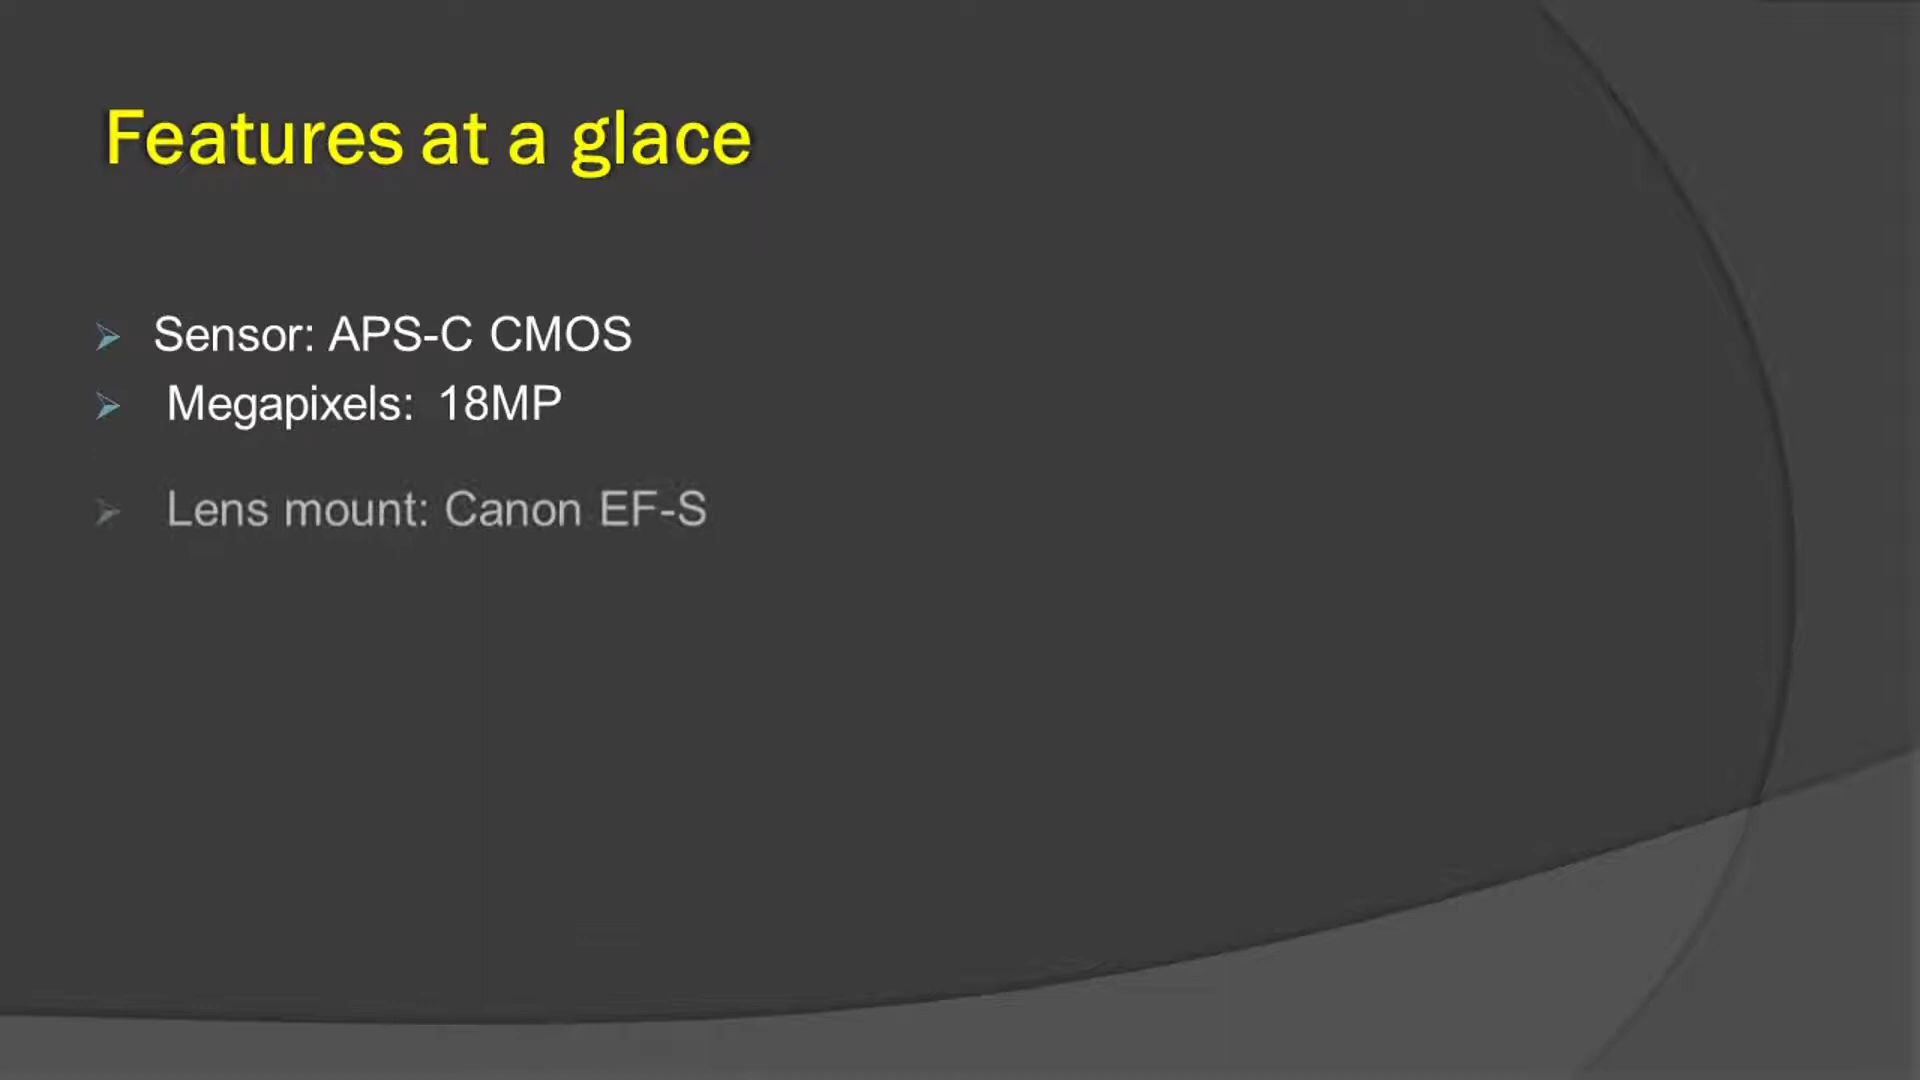 Features at a glace
Sensor: APS-C CMOS
Megapixels: 18MP
Lens mount: Canon EF-S